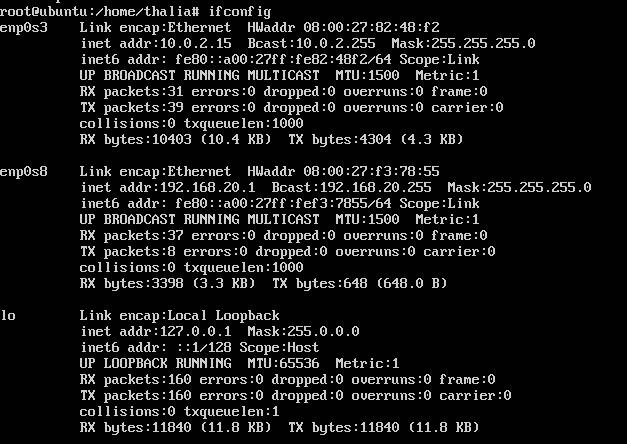 root@ubuntu:/home/thalia# ifconfig
enp0s3    Link encap:Ethernet  HWaddr 08:00:27:82:48:f2
          inet addr:10.0.2.15  Bcast:10.0.2.255  Mask:255.255.255.0
          inet6 addr: fe80::a00:27ff:fe82:48f2/64 Scope:Link
          UP BROADCAST RUNNING MULTICAST  MTU:1500  Metric:1
          RX packets:31 errors:0 dropped:0 overruns:0 frame:0
          TX packets:39 errors:0 dropped:0 overruns:0 carrier:0
          collisions:0 txqueuelen:1000
          RX bytes:10403 (10.4 KB)  TX bytes:4304 (4.3 KB)
enp0s8    Link encap:Ethernet  HWaddr 08:00:27:f3:78:55
          inet addr:192.168.20.1  Bcast:192.168.20.255  Mask:255.255.255.0
          inet6 addr: fe80::a00:27ff:fef3:7855/64 Scope:Link
          UP BROADCAST RUNNING MULTICAST  MTU:1500  Metric:1
          RX packets:37 errors:0 dropped:0 overruns:0 frame:0
          TX packets:8 errors:0 dropped:0 overruns:0 carrier:0
          collisions:0 txqueuelen:1000
          RX bytes:3398 (3.3 KB)  TX bytes:648 (648.0 B)
lo        Link encap:Local Loopback
          inet addr:127.0.0.1  Mask:255.0.0.0
          inet6 addr: ::1/128 Scope:Host
          UP LOOPBACK RUNNING  MTU:65536  Metric:1
          RX packets:160 errors:0 dropped:0 overruns:0 frame:0
          TX packets:160 errors:0 dropped:0 overruns:0 carrier:0
          collisions:0 txqueuelen:1
          RX bytes:11840 (11.8 KB)  TX bytes:11840 (11.8 KB)